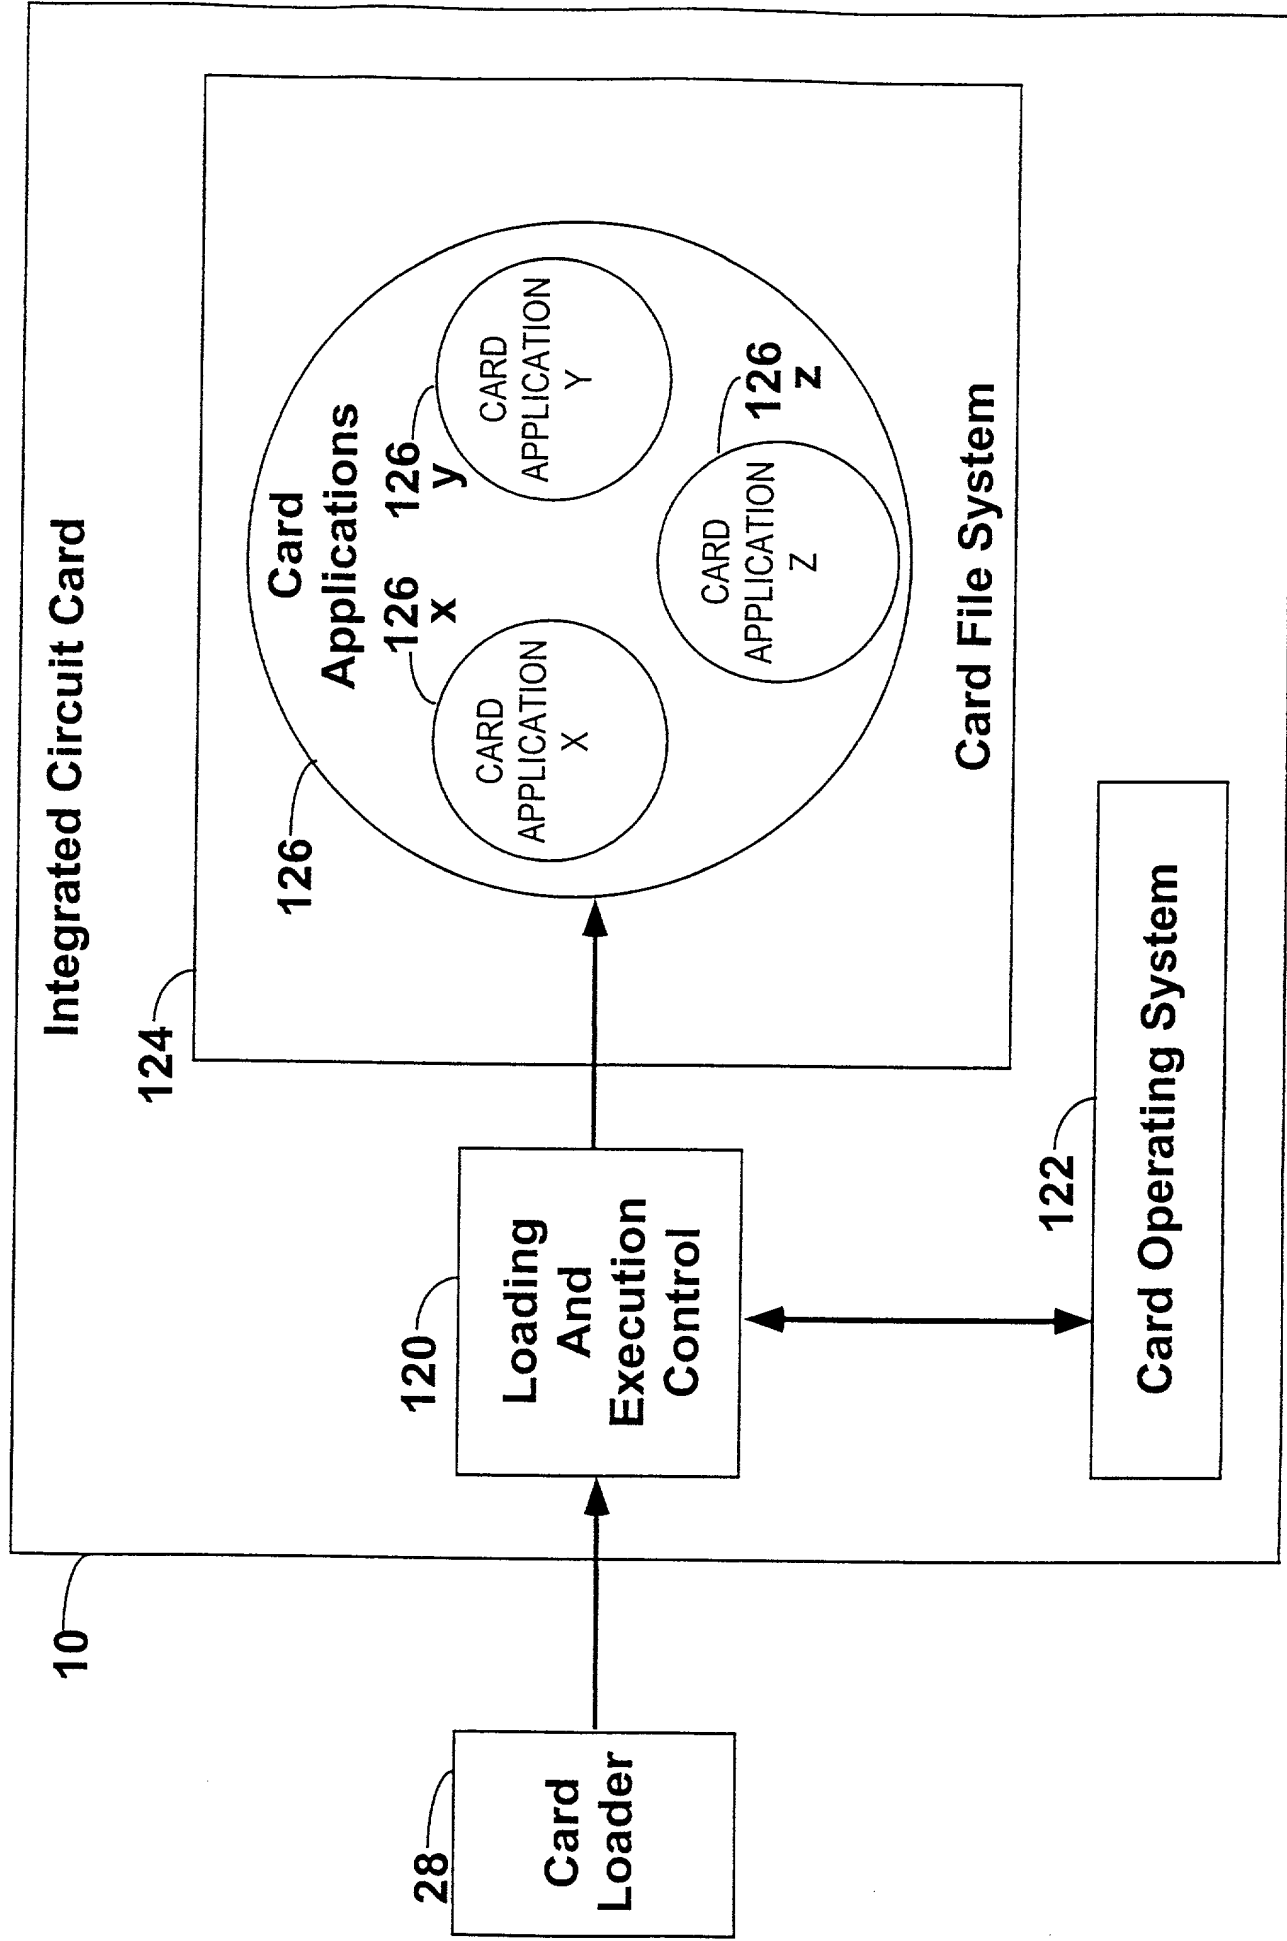 Integrated Circuit Card
10
124
126
Card
Applications
126
x
126
y
CARD
APPLICATION
X
CARD
APPLICATION
Y
126
z
CARD
APPLICATION
Z
Card File System
120
Loading
And
Execution
Control
28
Card
Loader
122
Card Operating System